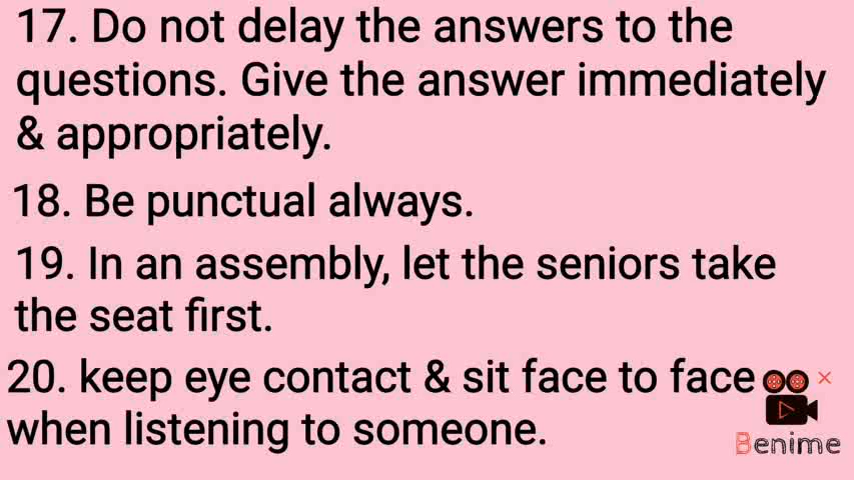 17. Do not delay the answers to the
questions. Give the answer immediately
& appropriately.
18. Be punctual always.
19. In an assembly, let the seniors take
the seat first.
20. keep eye contact & sit face to face
when listening to someone.
Benime